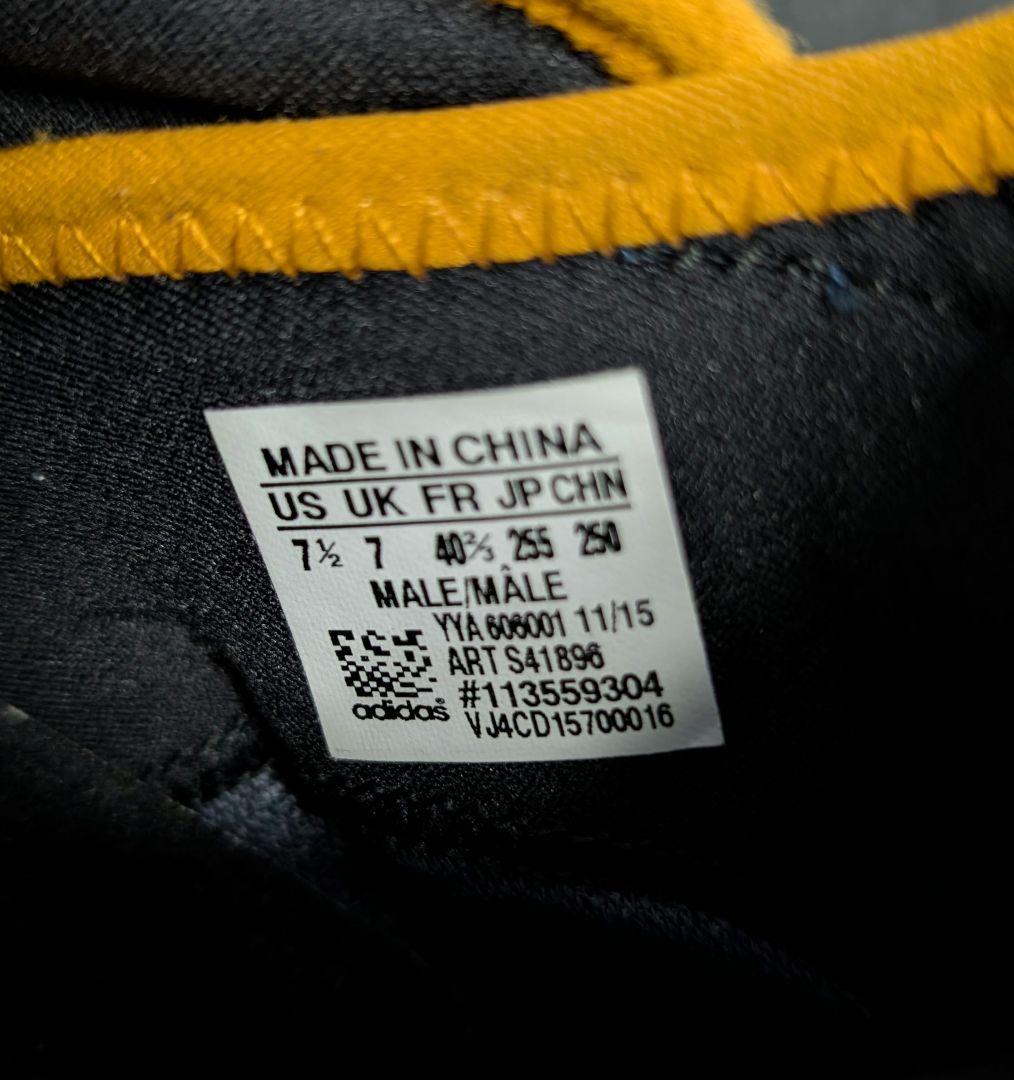 MADE IN CHINA
US UK FR JP CHN
7½ 7 40⅔ 255 250
MALE/MÂLE
YYA 606001 11/15
ART S41896
#113559304
adidas®
VJ4CD15700016